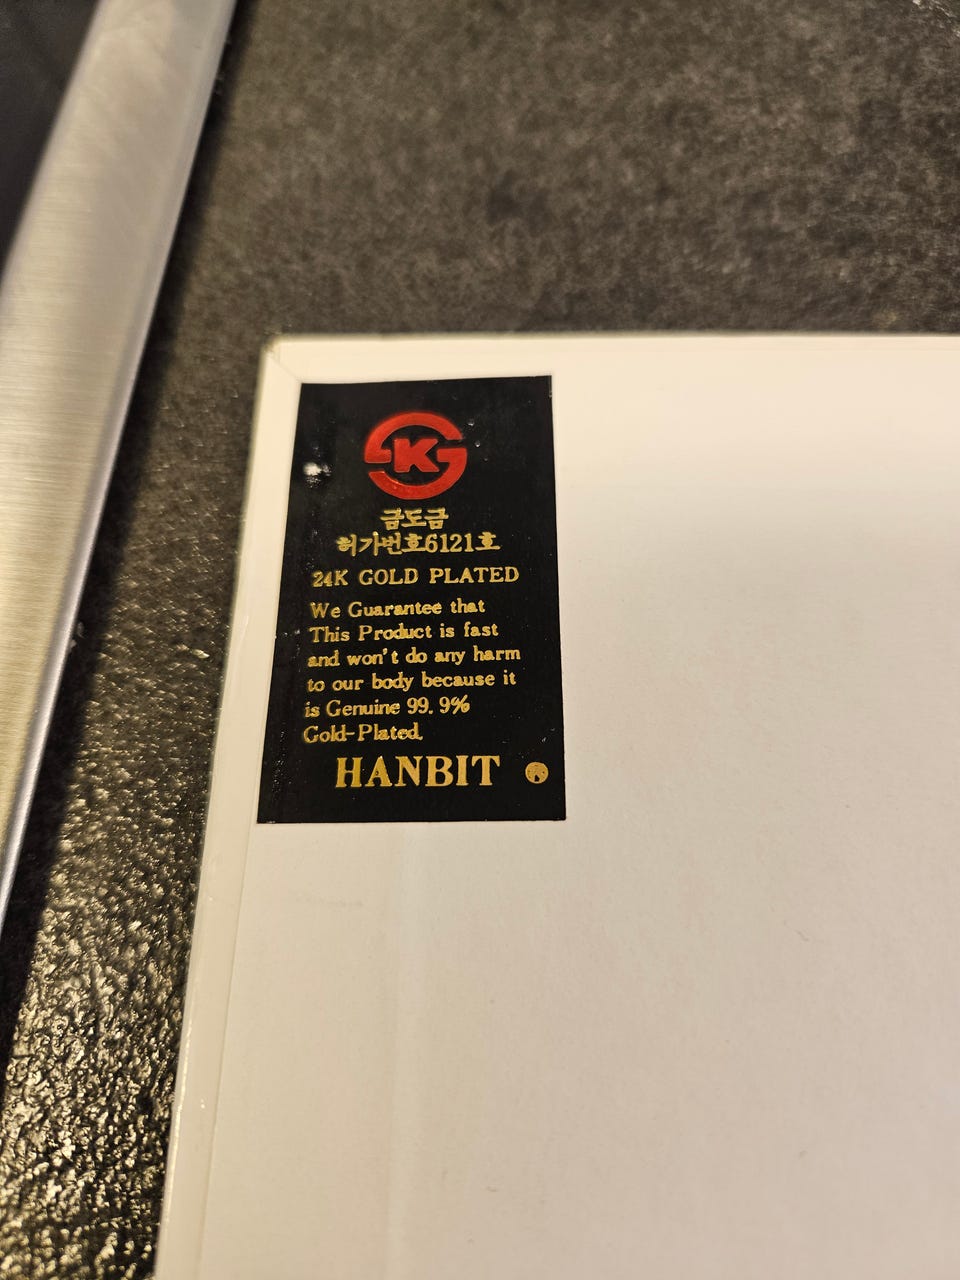 K
금도금
허가번호6121호
24K GOLD PLATED
We Guarantee that
This Product is fast
and won't do any harm
to our body because it
is Genuine 99.9%
Gold-Plated.
HANBIT